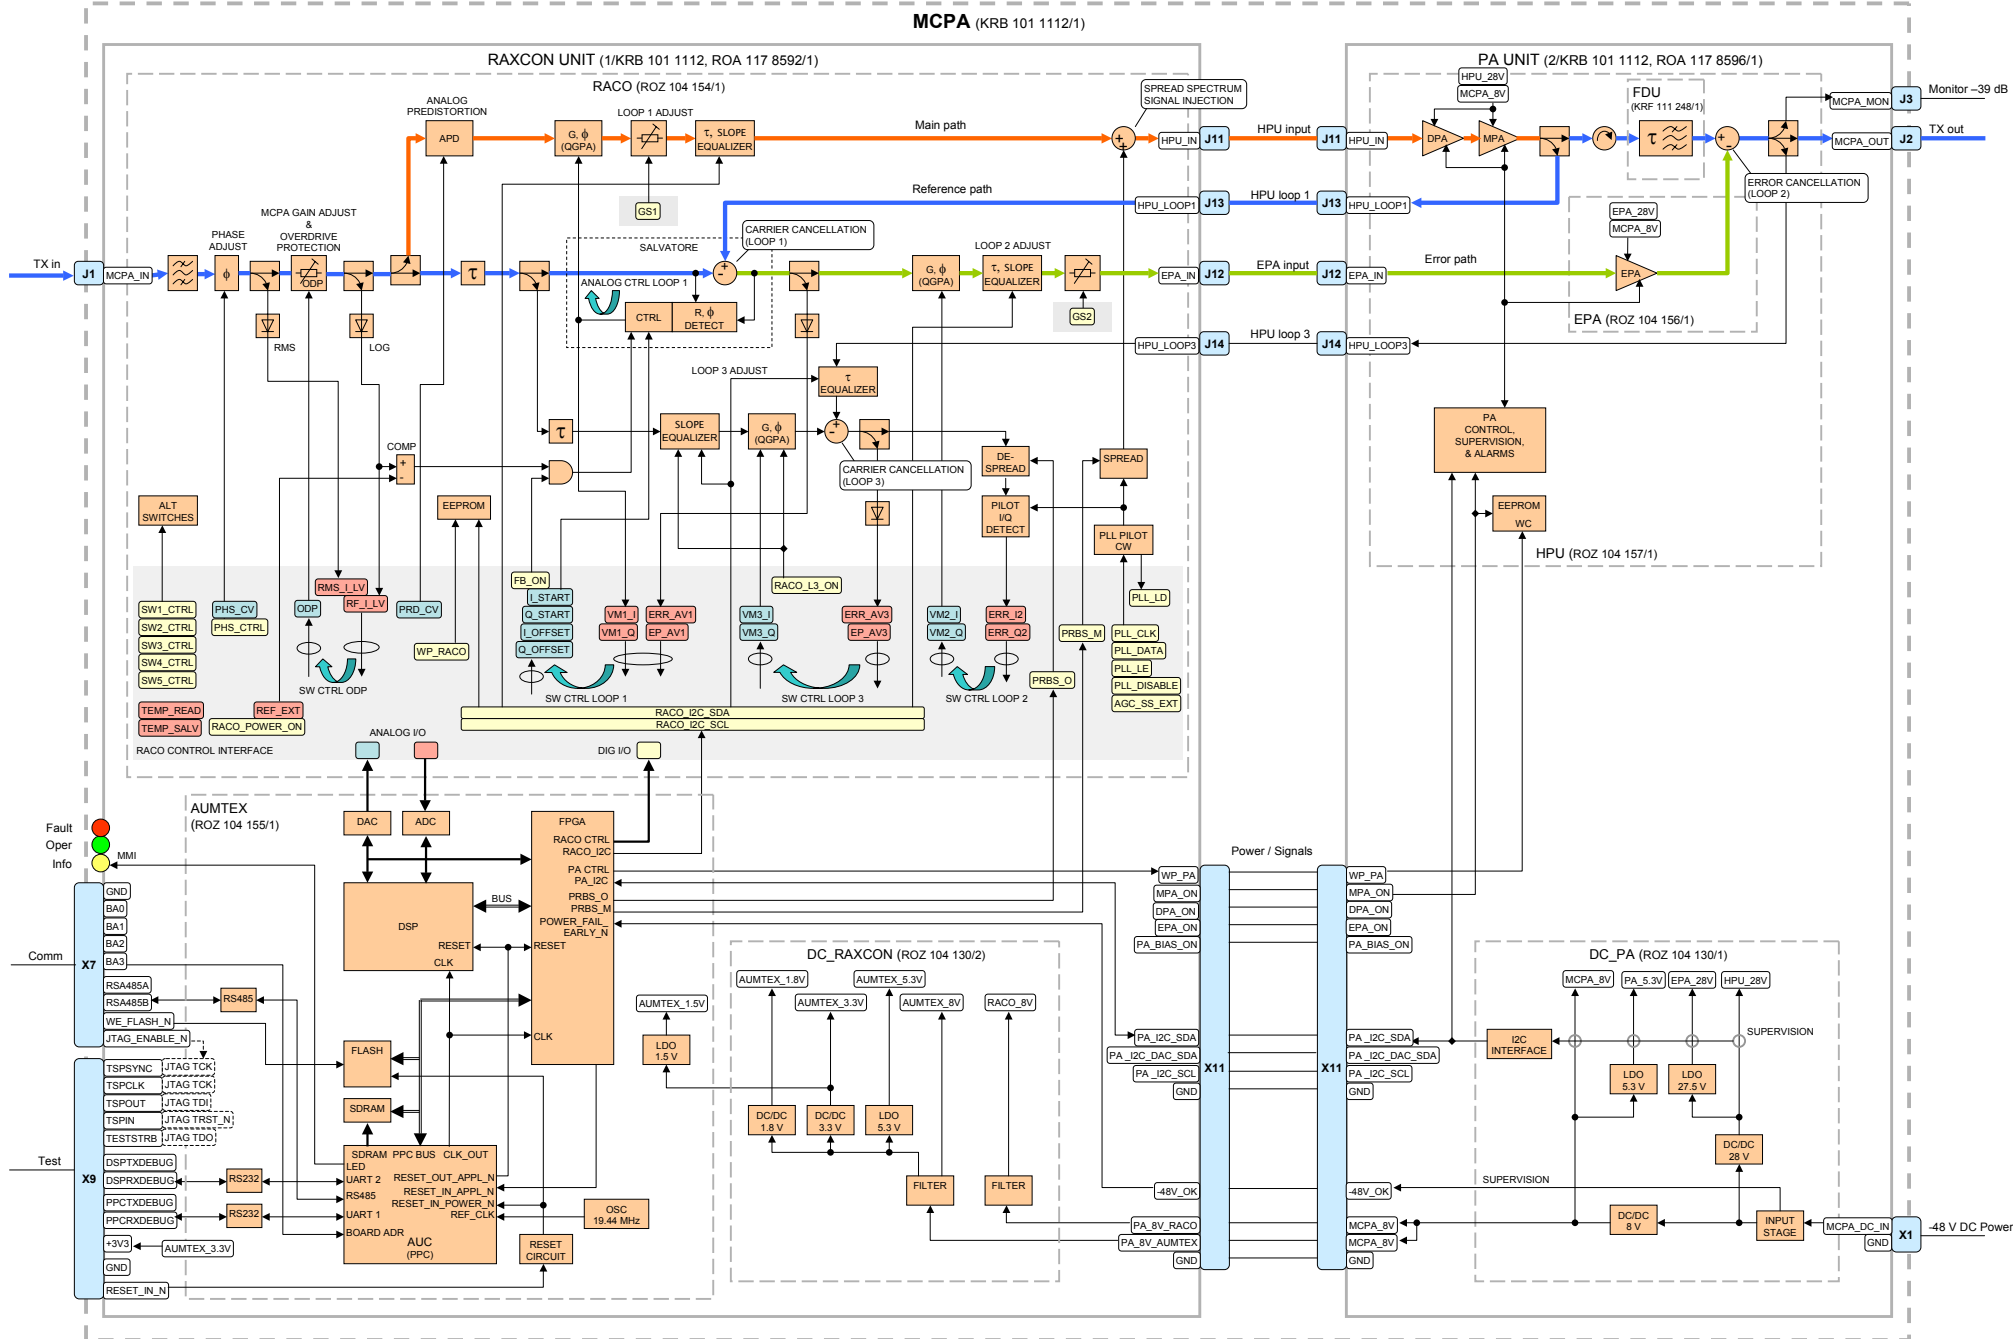 MCPA (KRB 101 1112/1)
RAXCON UNIT (1/KRB 101 1112, ROA 117 8592/1)
PA UNIT (2/KRB 101 1112, ROA 117 8596/1)
RACO (ROZ 104 154/1)
ANALOG
PREDISTORTION
APD
LOOP 1 ADJUST
G, ϕ
(QGPA)
τ, SLOPE
EQUALIZER
GS1
Main path
SPREAD SPECTRUM
SIGNAL INJECTION
HPU_IN
J11
HPU input
J11
HPU_IN
HPU_28V
MCPA_8V
DPA
MPA
FDU
(KRF 111 248/1)
τ
MCPA_MON
J3
Monitor –39 dB
MCPA_OUT
J2
TX out
ERROR CANCELLATION
(LOOP 2)
Reference path
HPU_LOOP1
J13
HPU loop 1
J13
HPU_LOOP1
EPA_28V
MCPA_8V
EPA
EPA (ROZ 104 156/1)
TX in
J1
MCPA_IN
PHASE
ADJUST
ϕ
MCPA GAIN ADJUST
&
OVERDRIVE
PROTECTION
ODP
RMS
LOG
τ
SALVATORE
CARRIER CANCELLATION
(LOOP 1)
+
-
ANALOG CTRL LOOP 1
CTRL
R, ϕ
DETECT
G, ϕ
(QGPA)
LOOP 2 ADJUST
τ, SLOPE
EQUALIZER
GS2
EPA_IN
J12
EPA input
J12
EPA_IN
Error path
HPU_LOOP3
J14
HPU loop 3
J14
HPU_LOOP3
LOOP 3 ADJUST
τ
EQUALIZER
τ
SLOPE
EQUALIZER
G, ϕ
(QGPA)
+
-
CARRIER CANCELLATION
(LOOP 3)
DE-
SPREAD
SPREAD
PILOT
I/Q
DETECT
PLL PILOT
CW
PLL_LD
COMP
+
-
ALT
SWITCHES
EEPROM
PA
CONTROL,
SUPERVISION,
& ALARMS
EEPROM
WC
HPU (ROZ 104 157/1)
SW1_CTRL
SW2_CTRL
SW3_CTRL
SW4_CTRL
SW5_CTRL
PHS_CV
PHS_CTRL
ODP
RMS_I_LV
RF_I_LV
SW CTRL ODP
PRD_CV
WP_RACO
FB_ON
I_START
Q_START
I_OFFSET
Q_OFFSET
VM1_I
VM1_Q
ERR_AV1
EP_AV1
SW CTRL LOOP 1
RACO_L3_ON
VM3_I
VM3_Q
ERR_AV3
EP_AV3
SW CTRL LOOP 3
VM2_I
VM2_Q
ERR_I2
ERR_Q2
SW CTRL LOOP 2
PRBS_M
PRBS_O
PLL_CLK
PLL_DATA
PLL_LE
PLL_DISABLE
AGC_SS_EXT
TEMP_READ
TEMP_SALV
REF_EXT
RACO_POWER_ON
RACO_I2C_SDA
RACO_I2C_SCL
RACO CONTROL INTERFACE
ANALOG I/O
DIG I/O
AUMTEX
(ROZ 104 155/1)
DAC
ADC
FPGA
RACO CTRL
RACO_I2C
PA CTRL
PA_I2C
PRBS_O
PRBS_M
POWER_FAIL_
EARLY_N
RESET
CLK
Fault
Oper
Info
MMI
DSP
RESET
CLK
BUS
Comm
X7
GND
BA0
BA1
BA2
BA3
RSA485A
RSA485B
WE_FLASH_N
JTAG_ENABLE_N
RS485
FLASH
SDRAM
Test
X9
TSPSYNC
JTAG TCK
TSPCLK
JTAG TCK
TSPOUT
JTAG TDI
TSPIN
JTAG TRST_N
TESTSTRB
JTAG TDO
DSPTXDEBUG
DSPRXDEBUG
PPCTXDEBUG
PPCRXDEBUG
+3V3
AUMTEX_3.3V
GND
RESET_IN_N
RS232
RS232
SDRAM PPC BUS CLK_OUT
LED
UART 2
RS485
UART 1
BOARD ADR
RESET_OUT_APPL_N
RESET_IN_APPL_N
RESET_IN_POWER_N
REF_CLK
AUC
(PPC)
OSC
19.44 MHz
RESET
CIRCUIT
DC_RAXCON (ROZ 104 130/2)
AUMTEX_1.5V
LDO
1.5 V
AUMTEX_1.8V
AUMTEX_3.3V
AUMTEX_5.3V
AUMTEX_8V
RACO_8V
DC/DC
1.8 V
DC/DC
3.3 V
LDO
5.3 V
FILTER
FILTER
Power / Signals
WP_PA
MPA_ON
DPA_ON
EPA_ON
PA_BIAS_ON
PA_I2C_SDA
PA_I2C_DAC_SDA
PA_I2C_SCL
GND
-48V_OK
PA_8V_RACO
PA_8V_AUMTEX
GND
X11
X11
WP_PA
MPA_ON
DPA_ON
EPA_ON
PA_BIAS_ON
PA_I2C_SDA
PA_I2C_DAC_SDA
PA_I2C_SCL
GND
-48V_OK
MCPA_8V
MCPA_8V
GND
DC_PA (ROZ 104 130/1)
MCPA_8V
PA_5.3V
EPA_28V
HPU_28V
SUPERVISION
I2C
INTERFACE
LDO
5.3 V
LDO
27.5 V
DC/DC
28 V
SUPERVISION
DC/DC
8 V
INPUT
STAGE
MCPA_DC_IN
GND
X1
-48 V DC Power